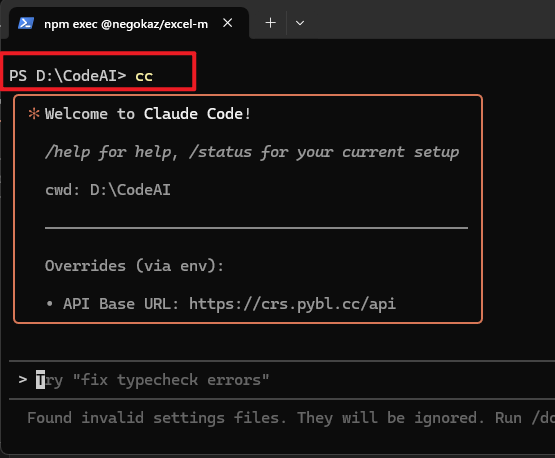 npm exec @negokaz/excel-m
PS D:\CodeAI> cc
✻ Welcome to Claude Code!
/help for help, /status for your current setup
cwd: D:\CodeAI
Overrides (via env):
• API Base URL: https://crs.pybl.cc/api
> Try "fix typecheck errors"
Found invalid settings files. They will be ignored. Run /do